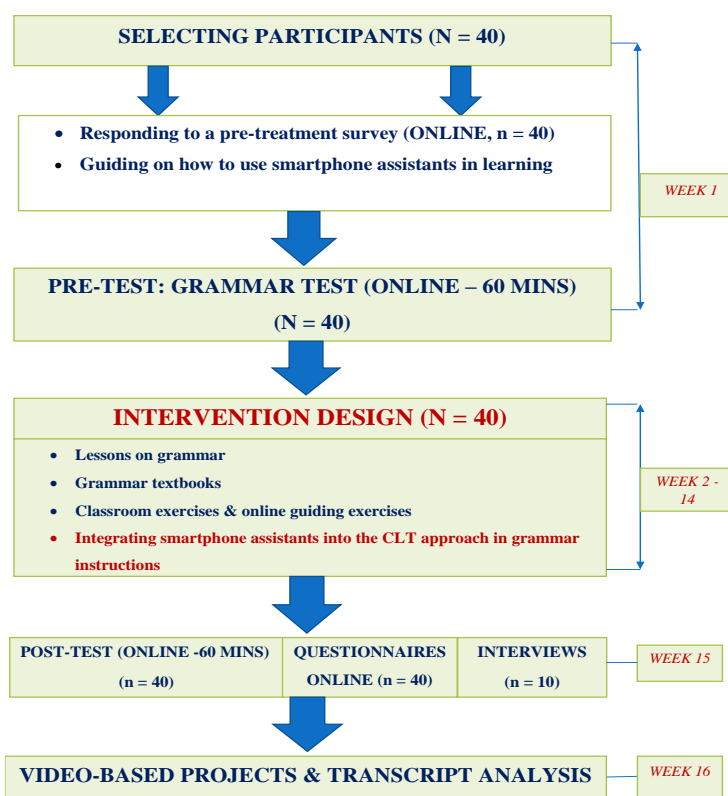 SELECTING PARTICIPANTS (N = 40)
• Responding to a pre-treatment survey (ONLINE, n = 40)
• Guiding on how to use smartphone assistants in learning
WEEK 1
PRE-TEST: GRAMMAR TEST (ONLINE – 60 MINS)
(N = 40)
INTERVENTION DESIGN (N = 40)
• Lessons on grammar
• Grammar textbooks
• Classroom exercises & online guiding exercises
• Integrating smartphone assistants into the CLT approach in grammar
instructions
WEEK 2 -
14
POST-TEST (ONLINE -60 MINS)
(n = 40)
QUESTIONNAIRES
ONLINE (n = 40)
INTERVIEWS
(n = 10)
WEEK 15
VIDEO-BASED PROJECTS & TRANSCRIPT ANALYSIS
WEEK 16